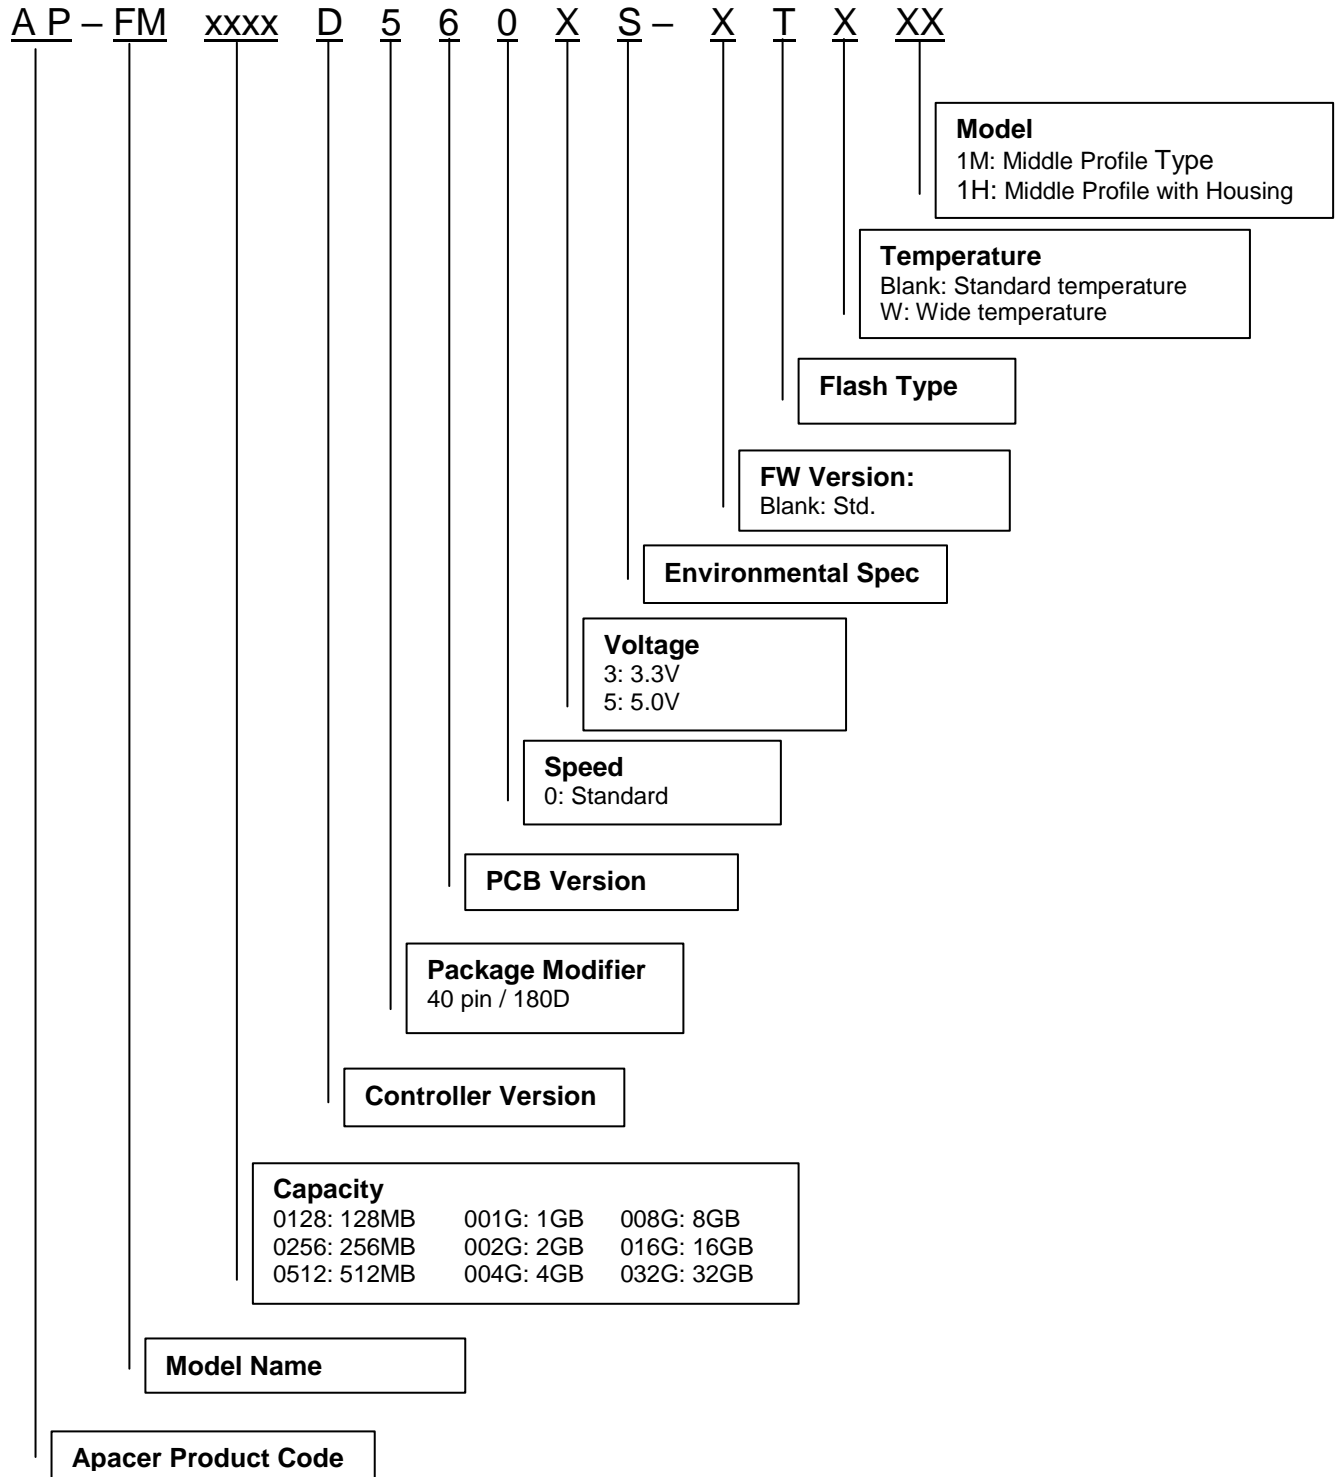 AP–FM xxxx D 5 6 0 X S– X T X XX
Model
1M: Middle Profile Type
1H: Middle Profile with Housing
Temperature
Blank: Standard temperature
W: Wide temperature
Flash Type
FW Version:
Blank: Std.
Environmental Spec
Voltage
3: 3.3V
5: 5.0V
Speed
0: Standard
PCB Version
Package Modifier
40 pin / 180D
Controller Version
Capacity
0128: 128MB 001G: 1GB 008G: 8GB
0256: 256MB 002G: 2GB 016G: 16GB
0512: 512MB 004G: 4GB 032G: 32GB
Model Name
Apacer Product Code